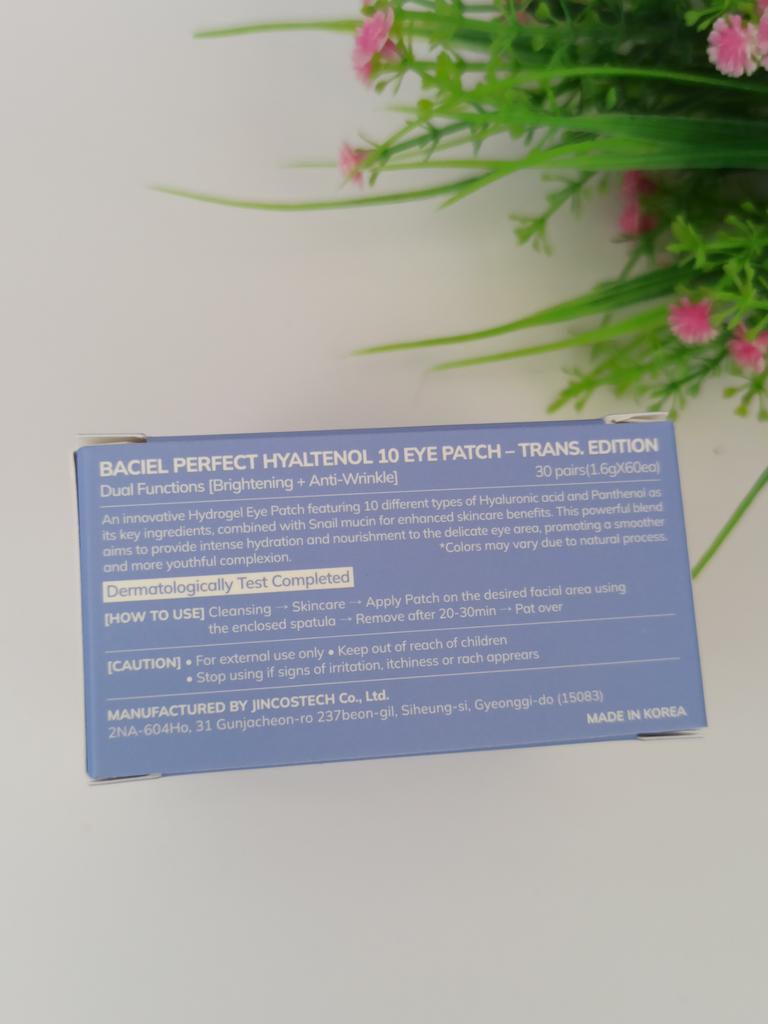 BACIEL PERFECT HYALTENOL 10 EYE PATCH – TRANS. EDITION
Dual Functions [Brightening + Anti-Wrinkle] 30 pairs(1.6gX60ea)
An innovative Hydrogel Eye Patch featuring 10 different types of Hyaluronic acid and Panthenol as
its key ingredients, combined with Snail mucin for enhanced skincare benefits. This powerful blend
aims to provide intense hydration and nourishment to the delicate eye area, promoting a smoother
and more youthful complexion. *Colors may vary due to natural process.
Dermatologically Test Completed
[HOW TO USE] Cleansing → Skincare → Apply Patch on the desired facial area using
the enclosed spatula → Remove after 20-30min → Pat over
[CAUTION] • For external use only • Keep out of reach of children
• Stop using if signs of irritation, itchiness or rach apprears
MANUFACTURED BY JINCOSTECH Co., Ltd.
2NA-604Ho, 31 Gunjacheon-ro 237beon-gil, Siheung-si, Gyeonggi-do (15083)
MADE IN KOREA